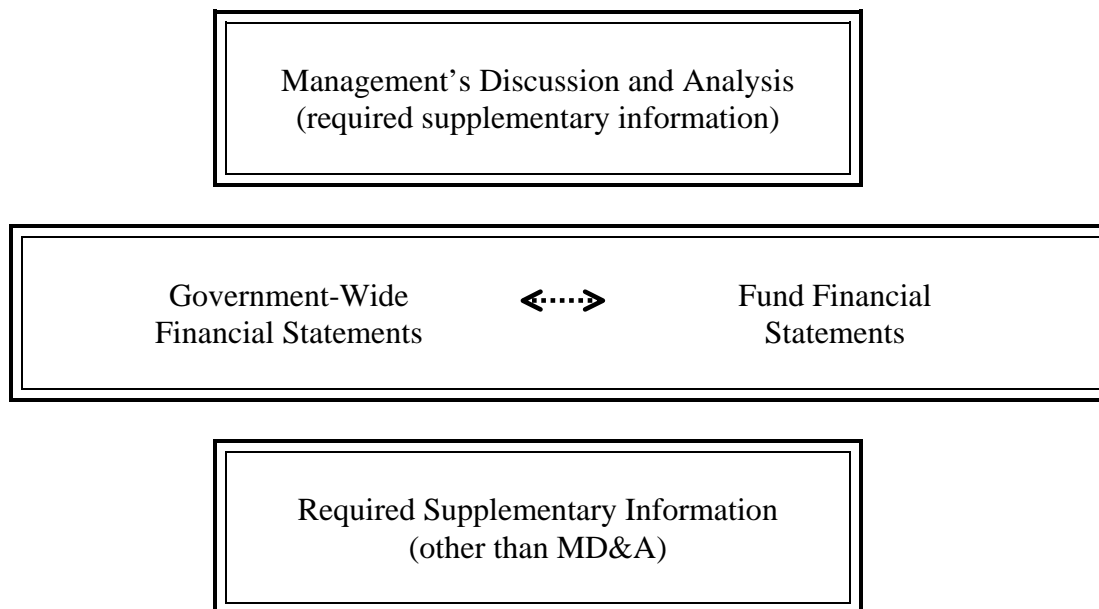 Management’s Discussion and Analysis
(required supplementary information)
Government-Wide
Financial Statements
Fund Financial
Statements
Required Supplementary Information
(other than MD&A)